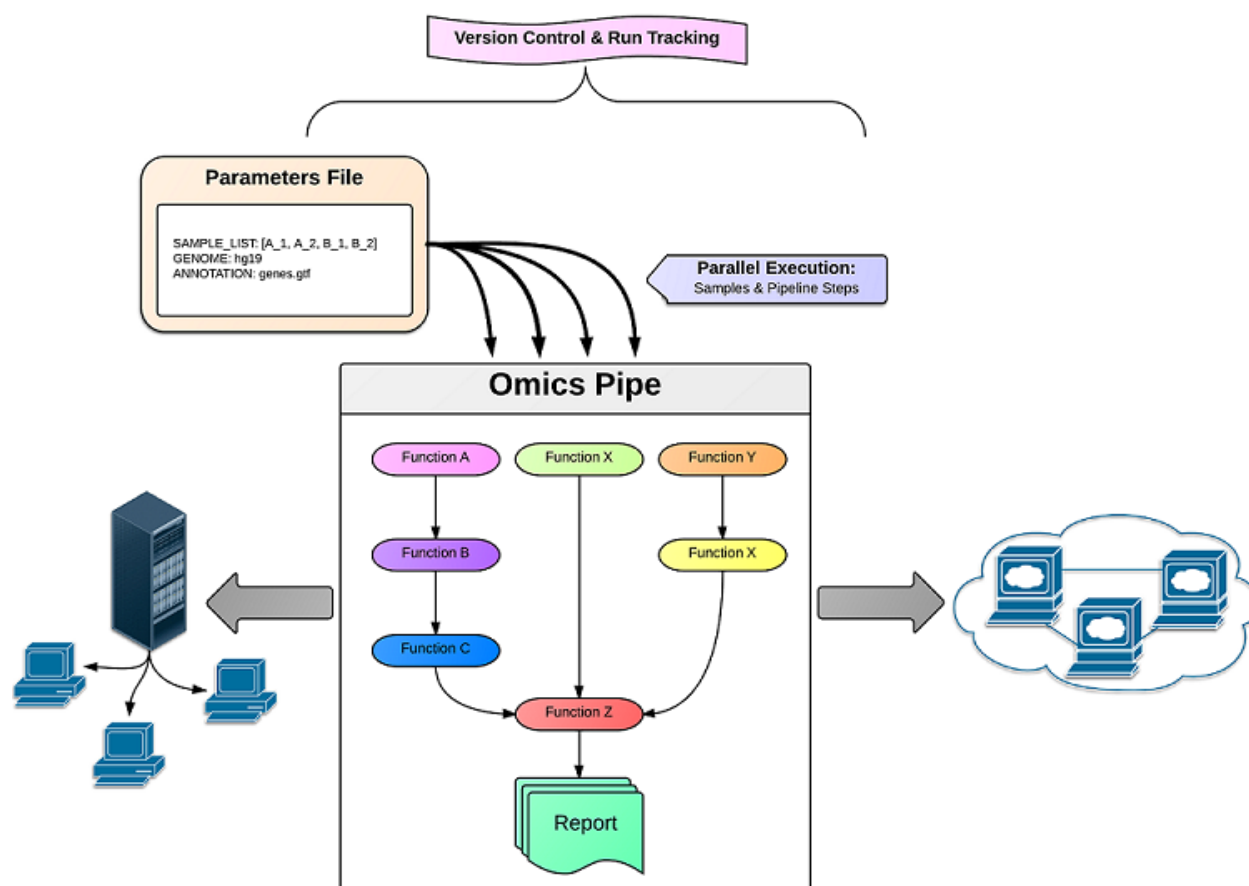 Version Control & Run Tracking
Parameters File
SAMPLE_LIST: [A_1, A_2, B_1, B_2]
GENOME: hg19
ANNOTATION: genes.gtf
Parallel Execution:
Samples & Pipeline Steps
Omics Pipe
Function A
Function X
Function Y
Function B
Function X
Function C
Function Z
Report